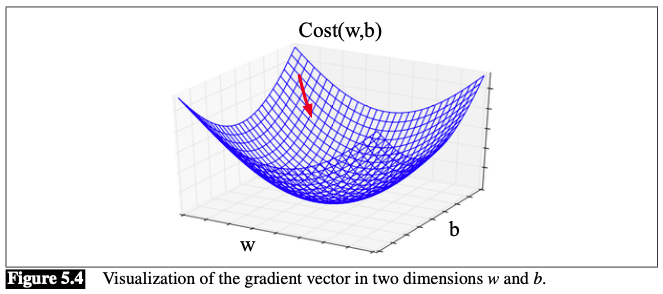 Cost(w,b)
w
b
Figure 5.4 Visualization of the gradient vector in two dimensions w and b.